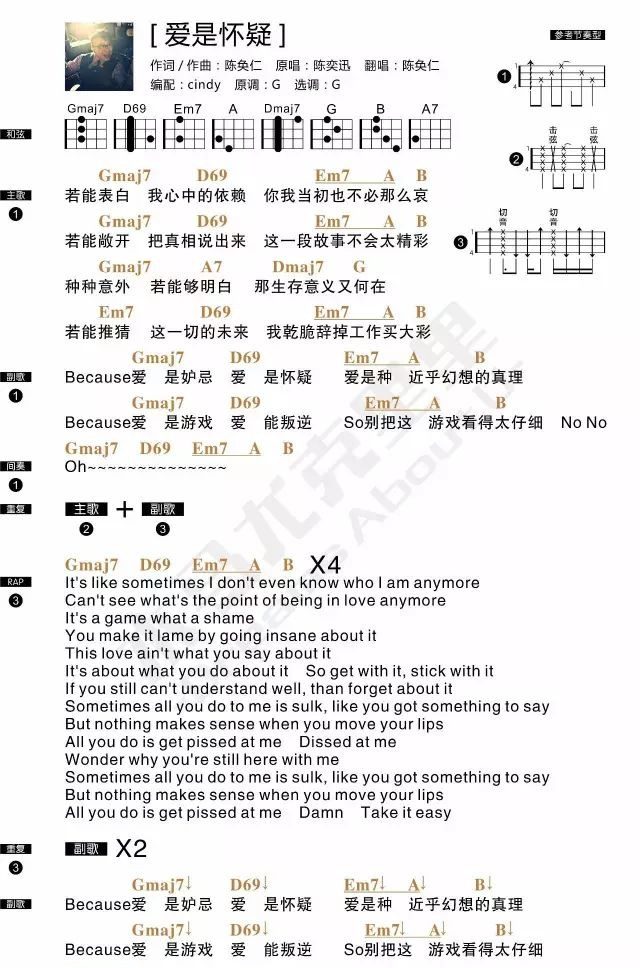 [ 爱是怀疑 ]
参考节奏型
作词 / 作曲：陈奂仁 原唱：陈奕迅 翻唱：陈奂仁
编配：cindy 原调：G 选调：G
1
Gmaj7 D69 Em7 A Dmaj7 G B A7
和弦
击弦 击弦
2
Gmaj7 D69 Em7 A B
主歌 若能表白 我心中的依赖 你我当初也不必那么哀
1
切音 切音
Gmaj7 D69 Em7 A B
若能敞开 把真相说出来 这一段故事不会太精彩
3
Gmaj7 A7 Dmaj7 G
种种意外 若能够明白 那生存意义又何在
Em7 D69 Em7 A B
若能推猜 这一切的未来 我乾脆辞掉工作买大彩
Gmaj7 D69 Em7 A B
副歌 Because爱 是妒忌 爱 是怀疑 爱是种 近乎幻想的真理
1
Gmaj7 D69 Em7 A B
Because爱 是游戏 爱 能叛逆 So别把这 游戏看得太仔细 No No
Gmaj7 D69 Em7 A B
间奏 Oh~~~~~~~~~~~~~~
1
重复 主歌 + 副歌
2 3
Gmaj7 D69 Em7 A B X4
RAP It's like sometimes I don't even know who I am anymore
3 Can't see what's the point of being in love anymore
It's a game what a shame
You make it lame by going insane about it
This love ain't what you say about it
It's about what you do about it So get with it, stick with it
If you still can't understand well, than forget about it
Sometimes all you do to me is sulk, like you got something to say
But nothing makes sense when you move your lips
All you do is get pissed at me Dissed at me
Wonder why you're still here with me
Sometimes all you do to me is sulk, like you got something to say
But nothing makes sense when you move your lips
All you do is get pissed at me Damn Take it easy
重复 副歌 X2
3
Gmaj7↓ D69↓ Em7↓ A↓ B↓
副歌 Because爱 是妒忌 爱 是怀疑 爱是种 近乎幻想的真理
Gmaj7↓ D69↓ Em7↓ A↓ B↓
Because爱 是游戏 爱 能叛逆 So别把这 游戏看得太仔细